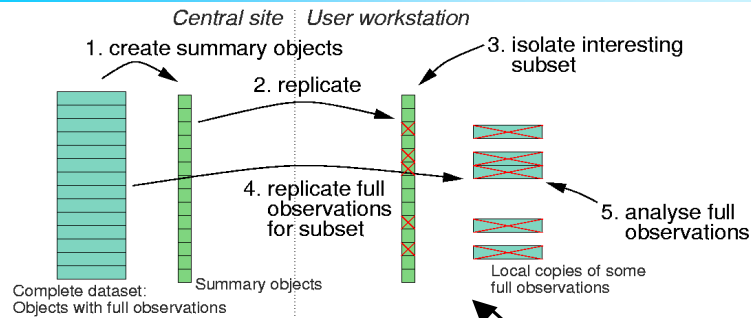 Central site
User workstation
1. create summary objects
2. replicate
3. isolate interesting
subset
4. replicate full
observations
for subset
5. analyse full
observations
Complete dataset:
Objects with full observations
Summary objects
Local copies of some
full observations